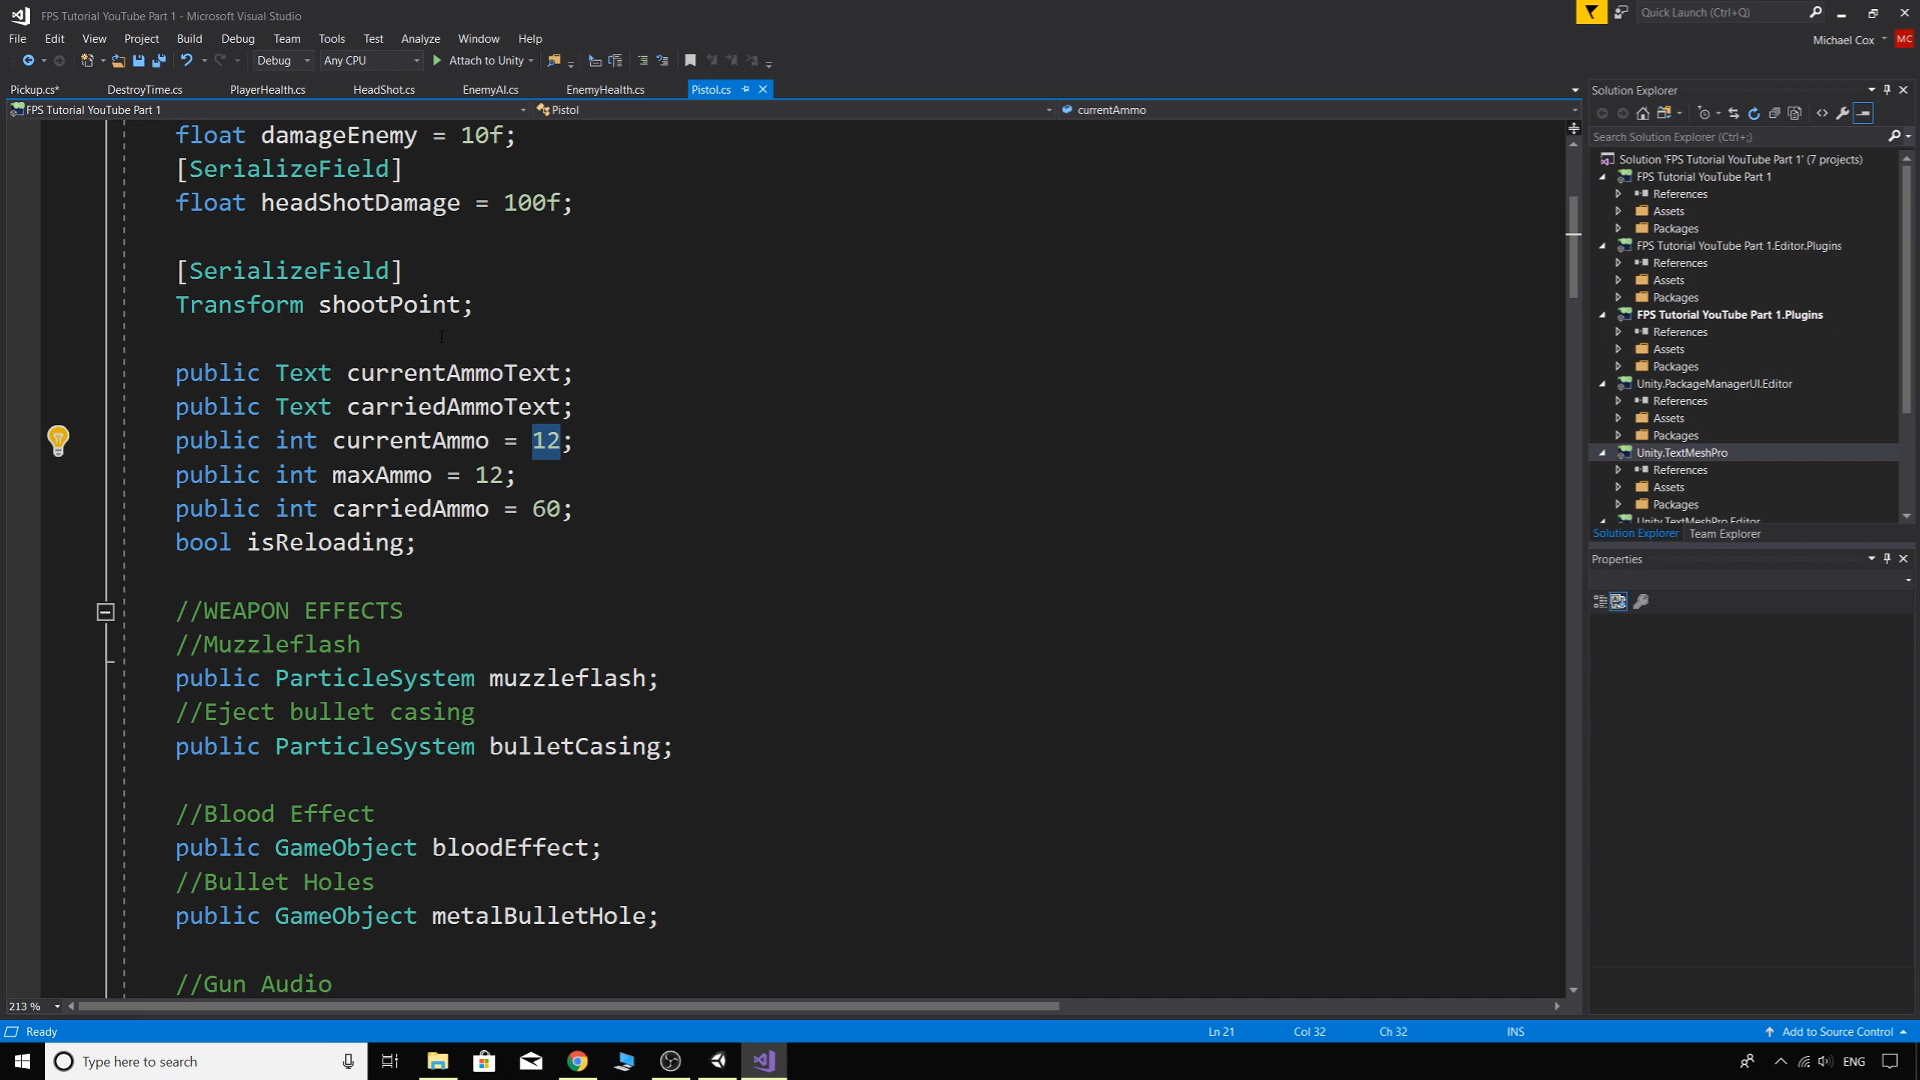 FPS Tutorial YouTube Part 1 - Microsoft Visual Studio
Quick Launch (Ctrl+Q)
File Edit View Project Build Debug Team Tools Test Analyze Window Help
Michael Cox MC
Debug Any CPU Attach to Unity
Pickup.cs* DestroyTime.cs PlayerHealth.cs HeadShot.cs EnemyAI.cs EnemyHealth.cs Pistol.cs
FPS Tutorial YouTube Part 1 Pistol currentAmmo
float damageEnemy = 10f;
[SerializeField]
float headShotDamage = 100f;
[SerializeField]
Transform shootPoint;
public Text currentAmmoText;
public Text carriedAmmoText;
public int currentAmmo = 12;
public int maxAmmo = 12;
public int carriedAmmo = 60;
bool isReloading;
//WEAPON EFFECTS
//Muzzleflash
public ParticleSystem muzzleflash;
//Eject bullet casing
public ParticleSystem bulletCasing;
//Blood Effect
public GameObject bloodEffect;
//Bullet Holes
public GameObject metalBulletHole;
//Gun Audio
213 %
Solution Explorer
Search Solution Explorer (Ctrl+;)
Solution 'FPS Tutorial YouTube Part 1' (7 projects)
FPS Tutorial YouTube Part 1
References
Assets
Packages
FPS Tutorial YouTube Part 1.Editor.Plugins
References
Assets
Packages
FPS Tutorial YouTube Part 1.Plugins
References
Assets
Packages
Unity.PackageManagerUI.Editor
References
Assets
Packages
Unity.TextMeshPro
References
Assets
Packages
Unity.TextMeshPro.Editor
Solution Explorer Team Explorer
Properties
Ready Ln 21 Col 32 Ch 32 INS Add to Source Control
Type here to search ENG